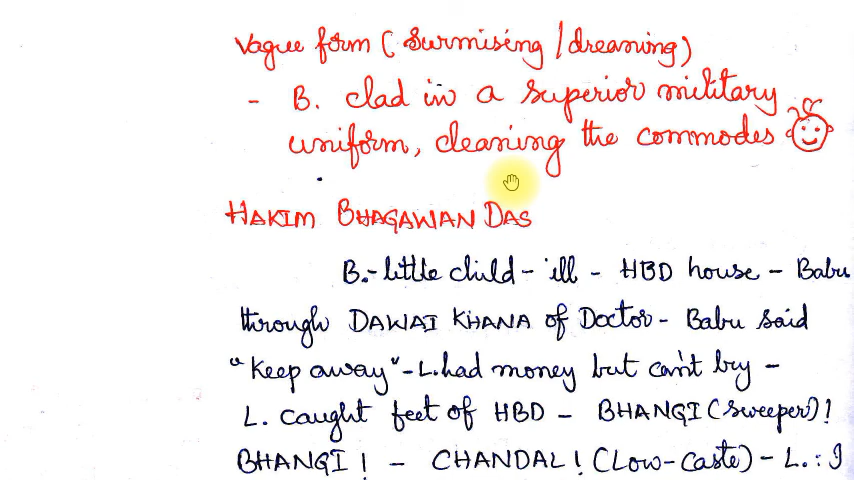 Vague form (Surmising / dreaming)
- B. clad in a superior military
uniform, cleaning the commodes
HAKIM BHAGAWAN DAS
B.-little child - ill - HBD house - Babu
through DAWAI KHANA of Doctor - Babu said
"Keep away" - L. had money but can't buy -
L. caught feet of HBD - BHANGI (Sweeper)!
BHANGI! - CHANDAL! (Low-caste) - L. : I